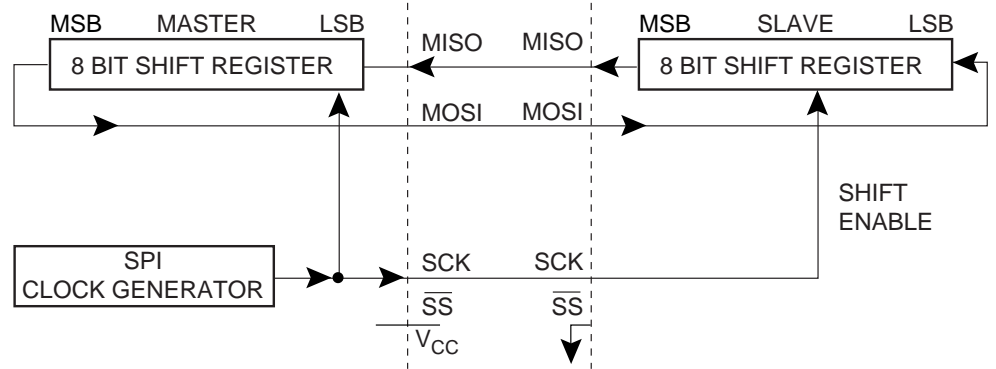 MSB MASTER LSB
8 BIT SHIFT REGISTER
MISO MISO
MSB SLAVE LSB
8 BIT SHIFT REGISTER
MOSI MOSI
SHIFT
ENABLE
SPI
CLOCK GENERATOR
SCK SCK
SS SS
VCC